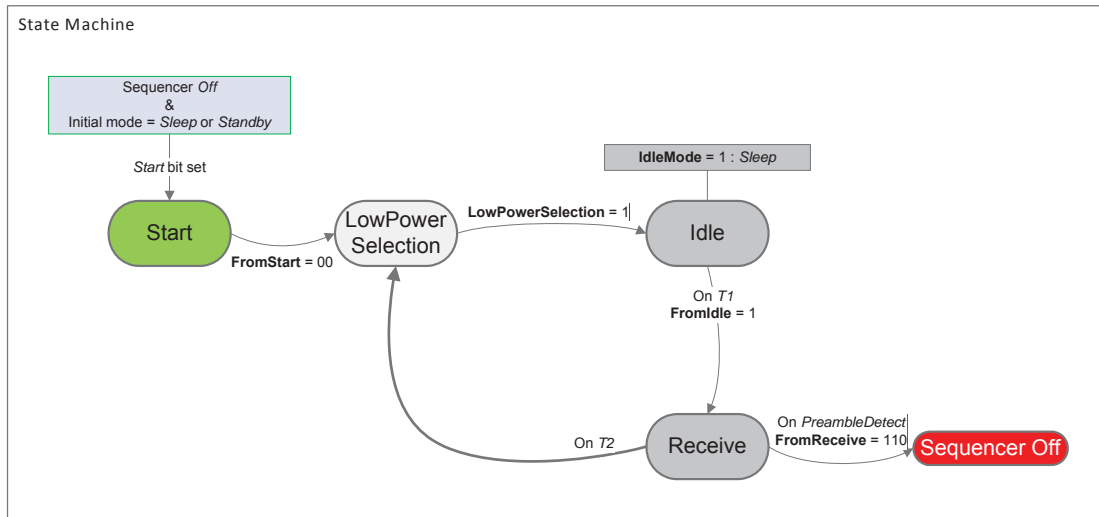 State Machine
Sequencer Off
&
Initial mode = Sleep or Standby
Start bit set
IdleMode = 1 : Sleep
Start
LowPower
Selection
LowPowerSelection = 1
Idle
FromStart = 00
On T1
FromIdle = 1
On T2
Receive
On PreambleDetect
FromReceive = 110
Sequencer Off